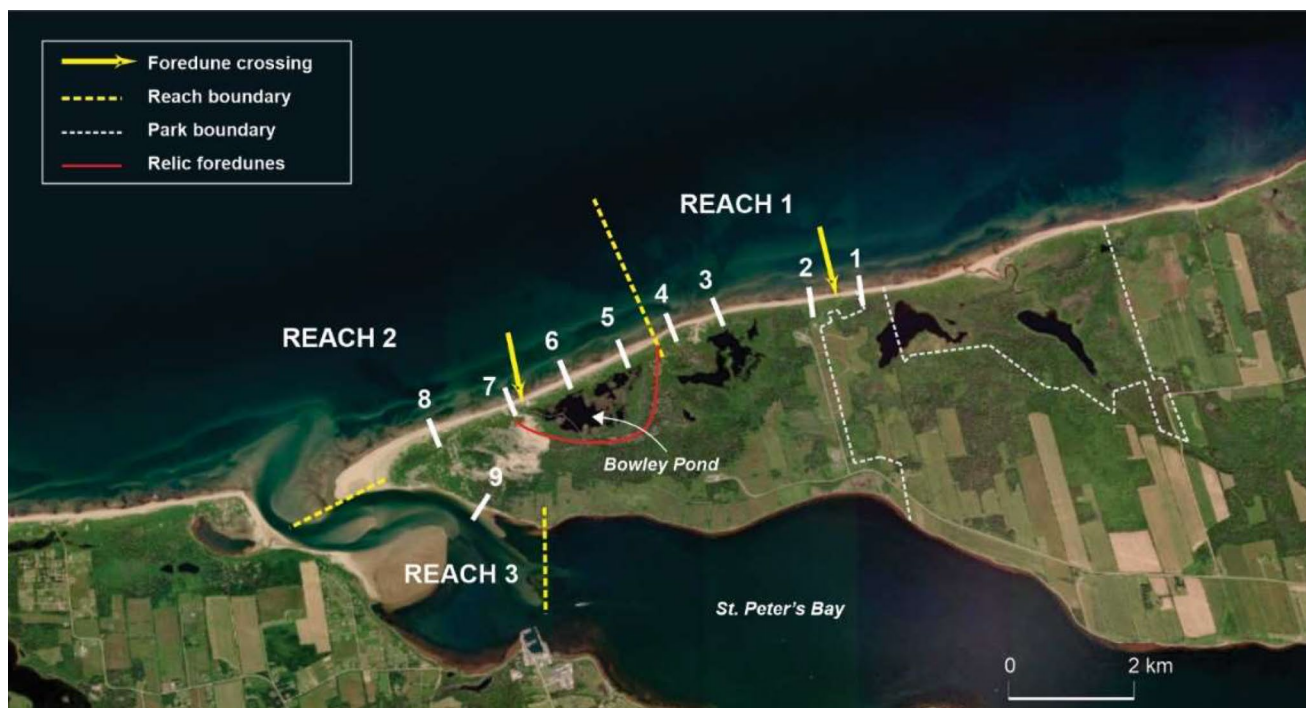 Foredune crossing
Reach boundary
Park boundary
Relic foredunes
REACH 1
1
2
3
4
5
REACH 2
6
7
8
Bowley Pond
9
REACH 3
St. Peter's Bay
0 2 km